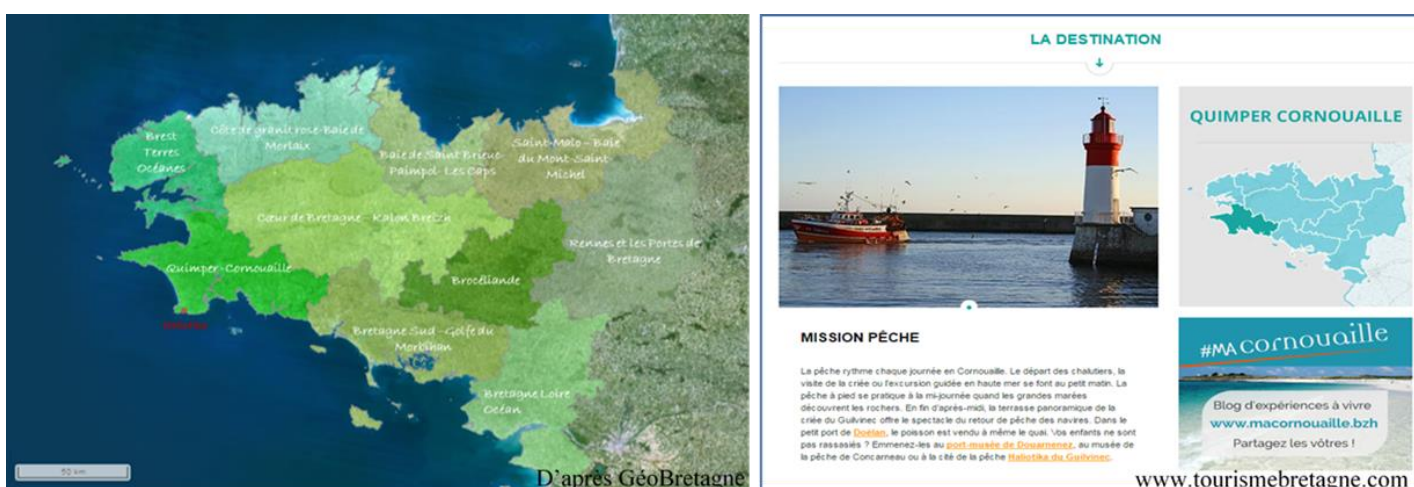 Côte de granit rose-Baie de
Morlaix
Brest
Terres
Océanes
Saint-Malo – Baie
du Mont-Saint-
Michel
Baie de Saint Brieuc
Paimpol- Les Caps
Cœur de Bretagne – Kalon Breizh
Rennes et les Portes de
Bretagne
Quimper-Cornouaille
Brocéliande
Bretagne Sud –Golfe du
Morbihan
Bretagne Loire
Océan
50 km
D'après GéoBretagne
LA DESTINATION
QUIMPER CORNOUAILLE
MISSION PÊCHE
La pêche rythme chaque journée en Cornouaille. Le départ des chalutiers, la
visite de la criée ou l'excursion guidée en haute mer se font au petit matin. La
pêche à pied se pratique à la mi-journée quand les grandes marées
découvrent les rochers. En fin d'après-midi, la terrasse panoramique de la
criée du Guilvinec offre le spectacle du retour de pêche des navires. Dans le
petit port de Doëlan, le poisson est vendu à même le quai. Vos enfants ne sont
pas rassasiés ? Emmenez-les au port-musée de Douarnenez, au musée de
la pêche de Concarneau ou à la cité de la pêche Haliotika du Guilvinec.
#MA cornouaille
Blog d'expériences à vivre
www.macornouaille.bzh
Partagez les vôtres !
www.tourismebretagne.com